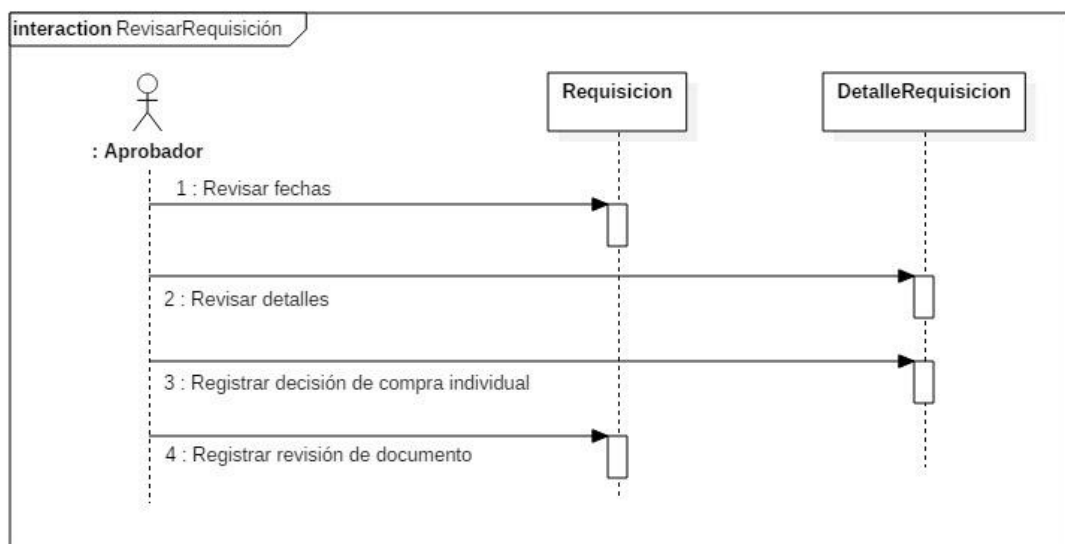 interaction RevisarRequisición
Requisicion
DetalleRequisicion
: Aprobador
1 : Revisar fechas
2 : Revisar detalles
3 : Registrar decisión de compra individual
4 : Registrar revisión de documento